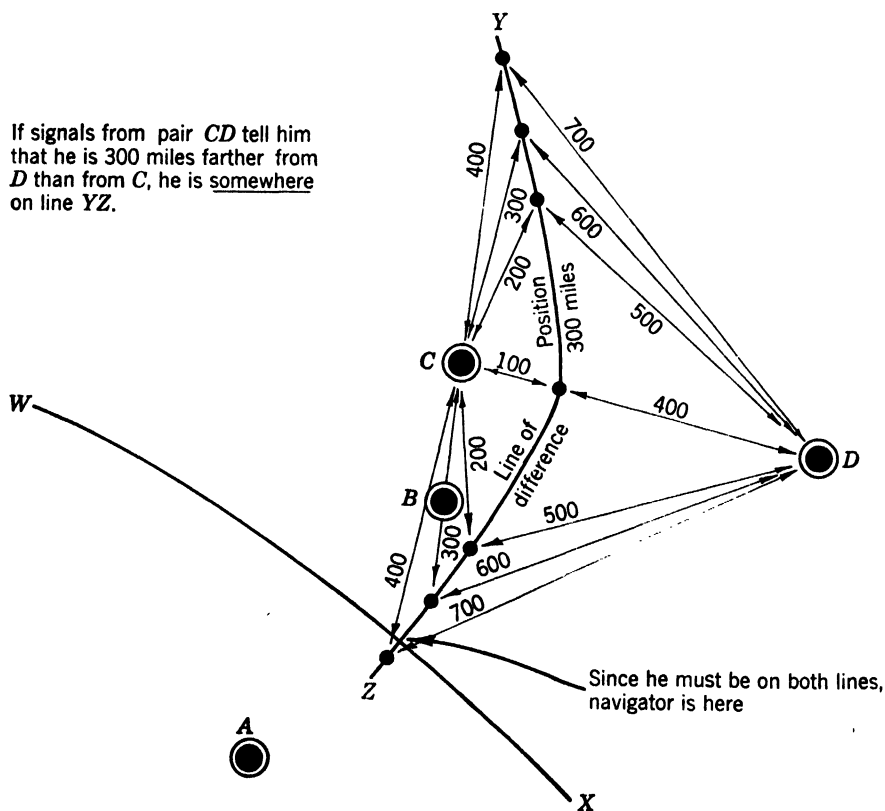 Y
If signals from pair CD tell him
that he is 300 miles farther from
D than from C, he is somewhere
on line YZ.
700
400
300
600
200
500
Position
300 miles
C
100
W
400
Line of
difference
200
D
B
500
300
600
400
700
Since he must be on both lines,
navigator is here
Z
A
X